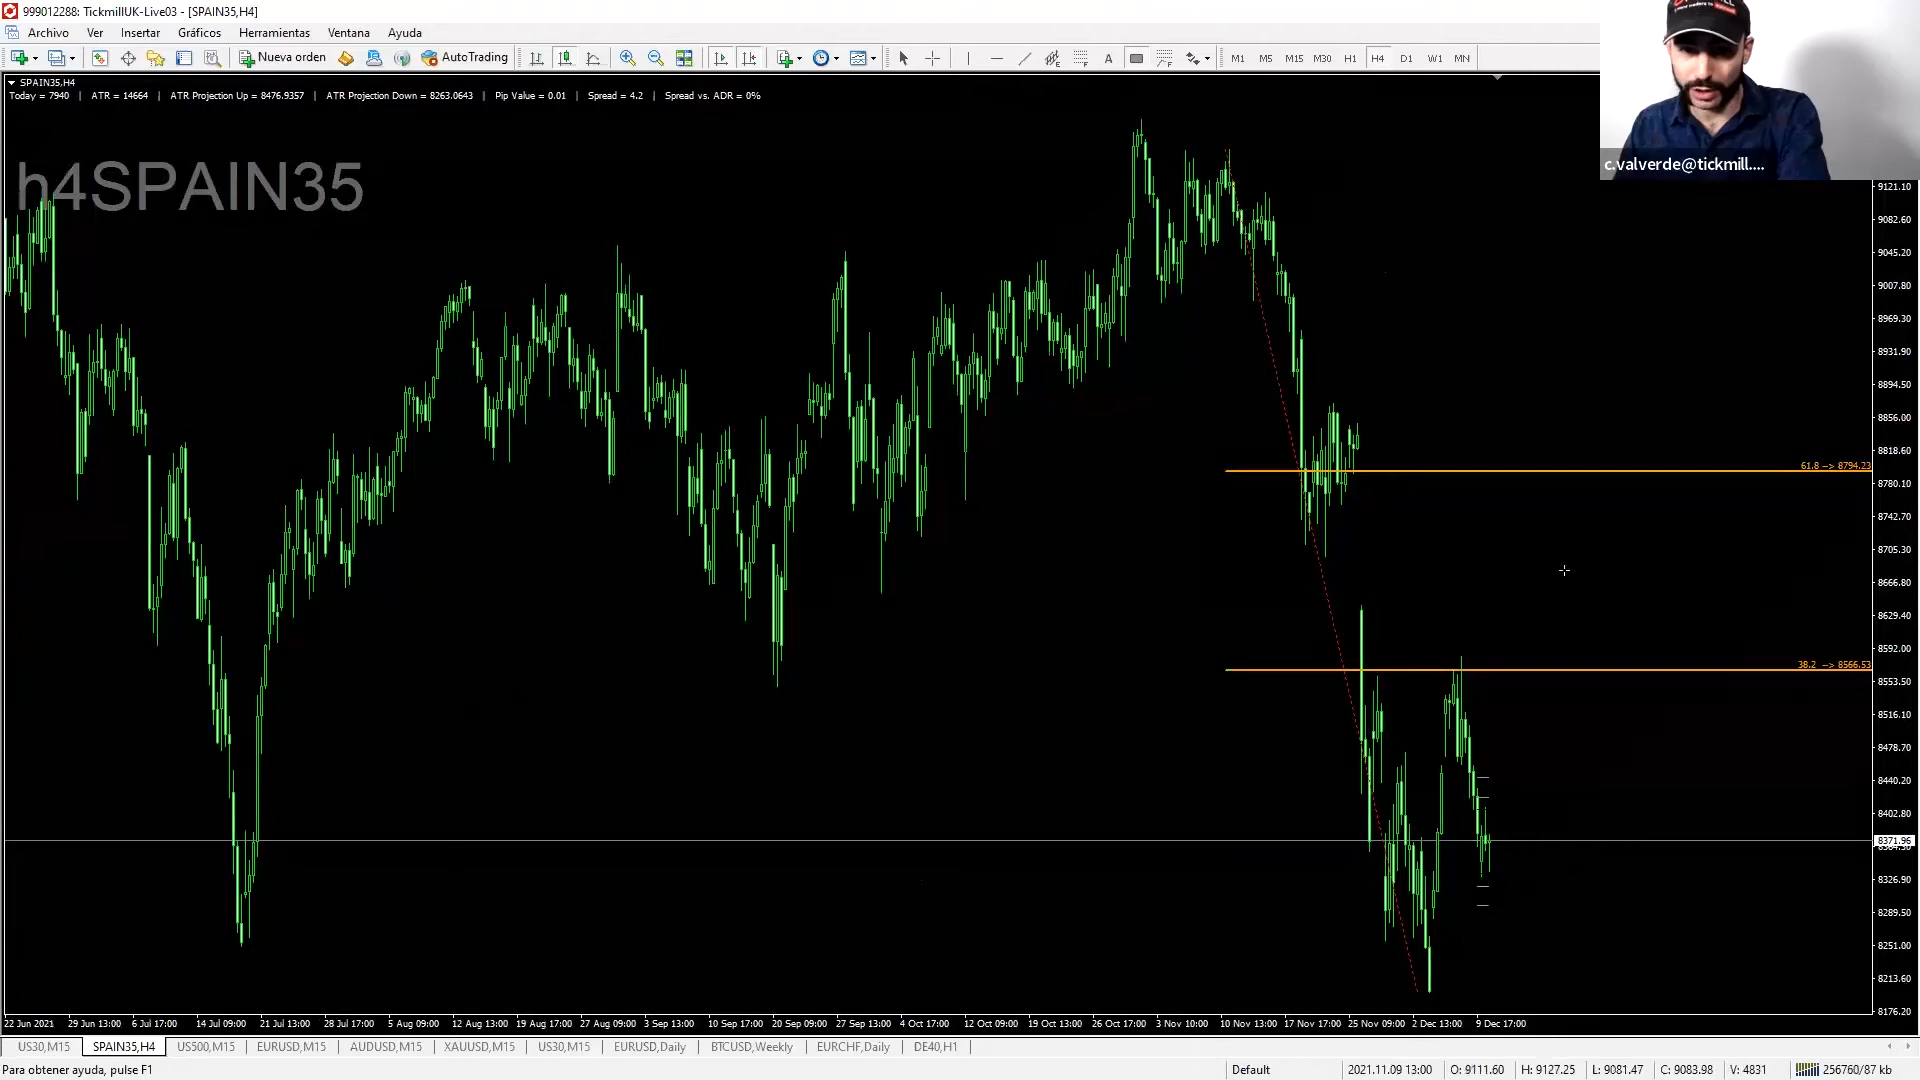 999012288: TickmillUK-Live03 - [SPAIN35,H4]
Archivo Ver Insertar Gráficos Herramientas Ventana Ayuda
Nueva orden AutoTrading A M1 M5 M15 M30 H1 H4 D1 W1 MN
SPAIN35,H4
Today = 7940 | ATR = 14664 | ATR Projection Up = 8476.9357 | ATR Projection Down = 8263.0643 | Pip Value = 0.01 | Spread = 4.2 | Spread vs. ADR = 0%
h4SPAIN35
c.valverde@tickmill....
9121.10
9082.60
9045.20
9007.80
8969.30
8931.90
8894.50
8856.00
8818.60
61.8 -> 8794.23
8780.10
8742.70
8705.30
8666.80
8629.40
8592.00
38.2 -> 8566.53
8553.50
8516.10
8478.70
8440.20
8402.80
8371.96
8326.90
8289.50
8251.00
8213.60
8176.20
22 Jun 2021 29 Jun 13:00 6 Jul 17:00 14 Jul 09:00 21 Jul 13:00 28 Jul 17:00 5 Aug 09:00 12 Aug 13:00 19 Aug 17:00 27 Aug 09:00 3 Sep 13:00 10 Sep 17:00 20 Sep 09:00 27 Sep 13:00 4 Oct 17:00 12 Oct 09:00 19 Oct 13:00 26 Oct 17:00 3 Nov 10:00 10 Nov 13:00 17 Nov 17:00 25 Nov 09:00 2 Dec 13:00 9 Dec 17:00
US30,M15 SPAIN35,H4 US500,M15 EURUSD,M15 AUDUSD,M15 XAUUSD,M15 US30,M15 EURUSD,Daily BTCUSD,Weekly EURCHF,Daily DE40,H1
Para obtener ayuda, pulse F1 Default 2021.11.09 13:00 O: 9111.60 H: 9127.25 L: 9081.47 C: 9083.98 V: 4831 256760/87 kb